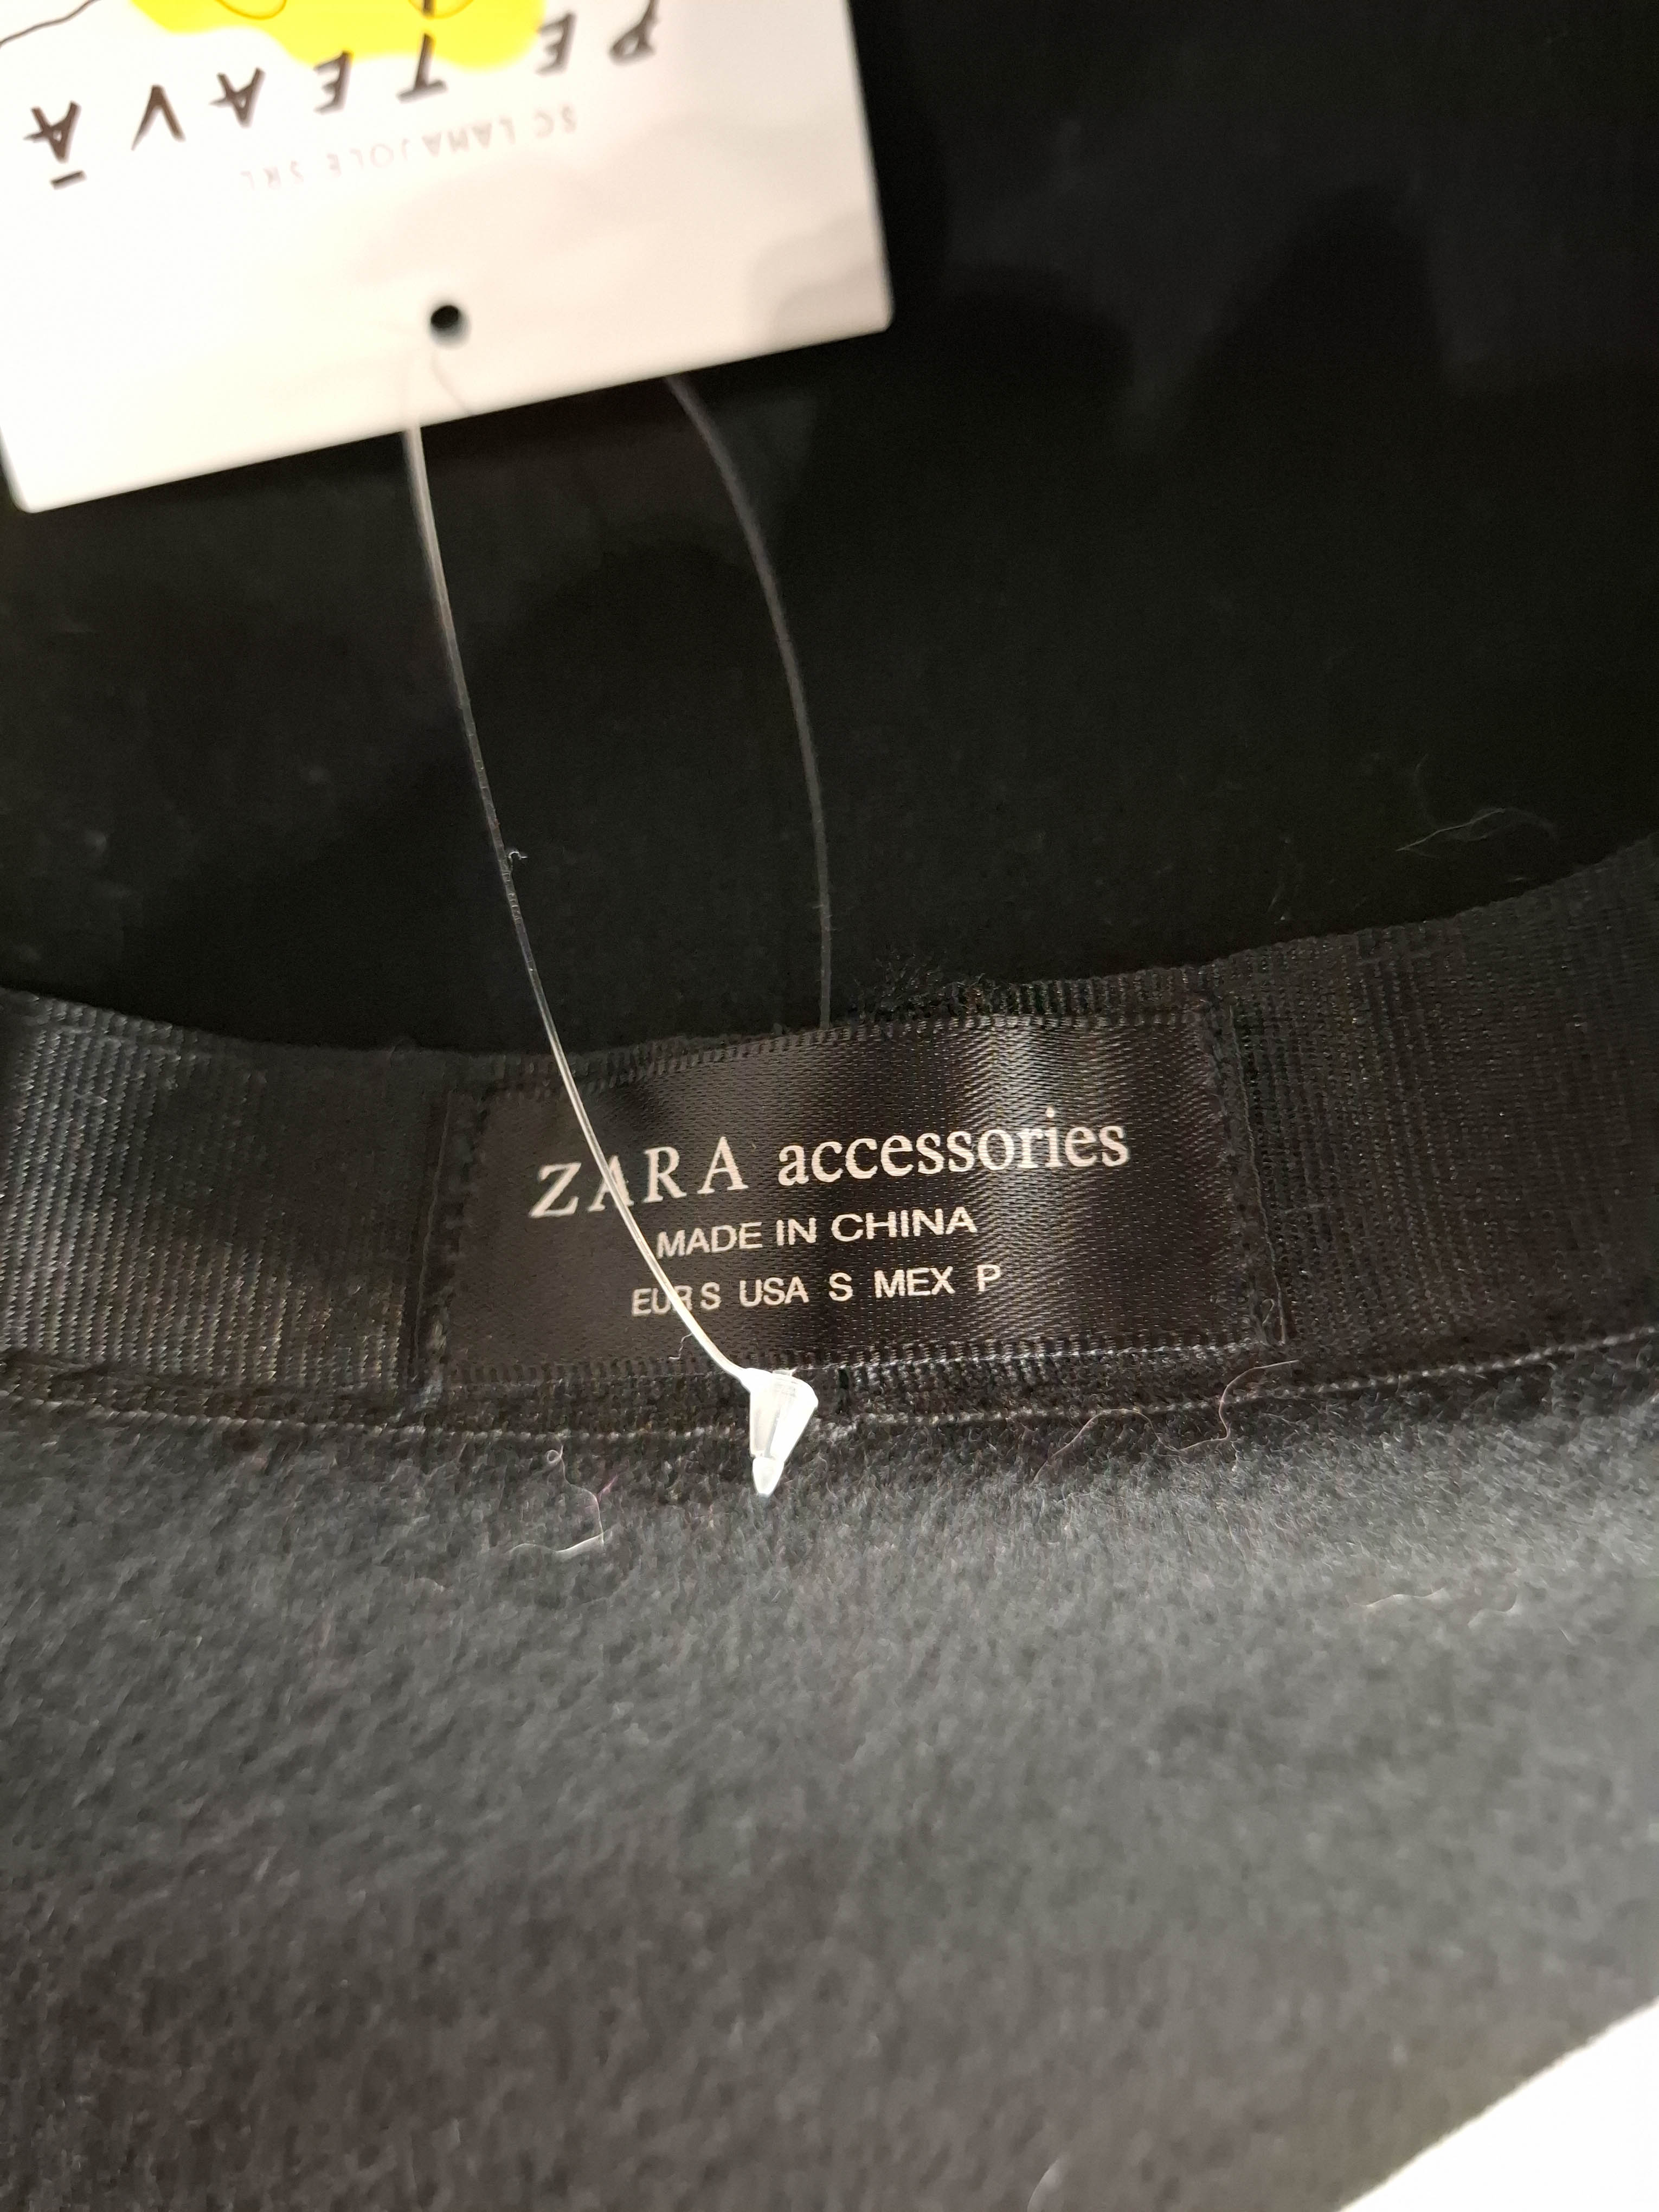 PE TEAVĂ
SC LAMAJOLE SRL
ZARA accessories
MADE IN CHINA
EUR S USA S MEX P